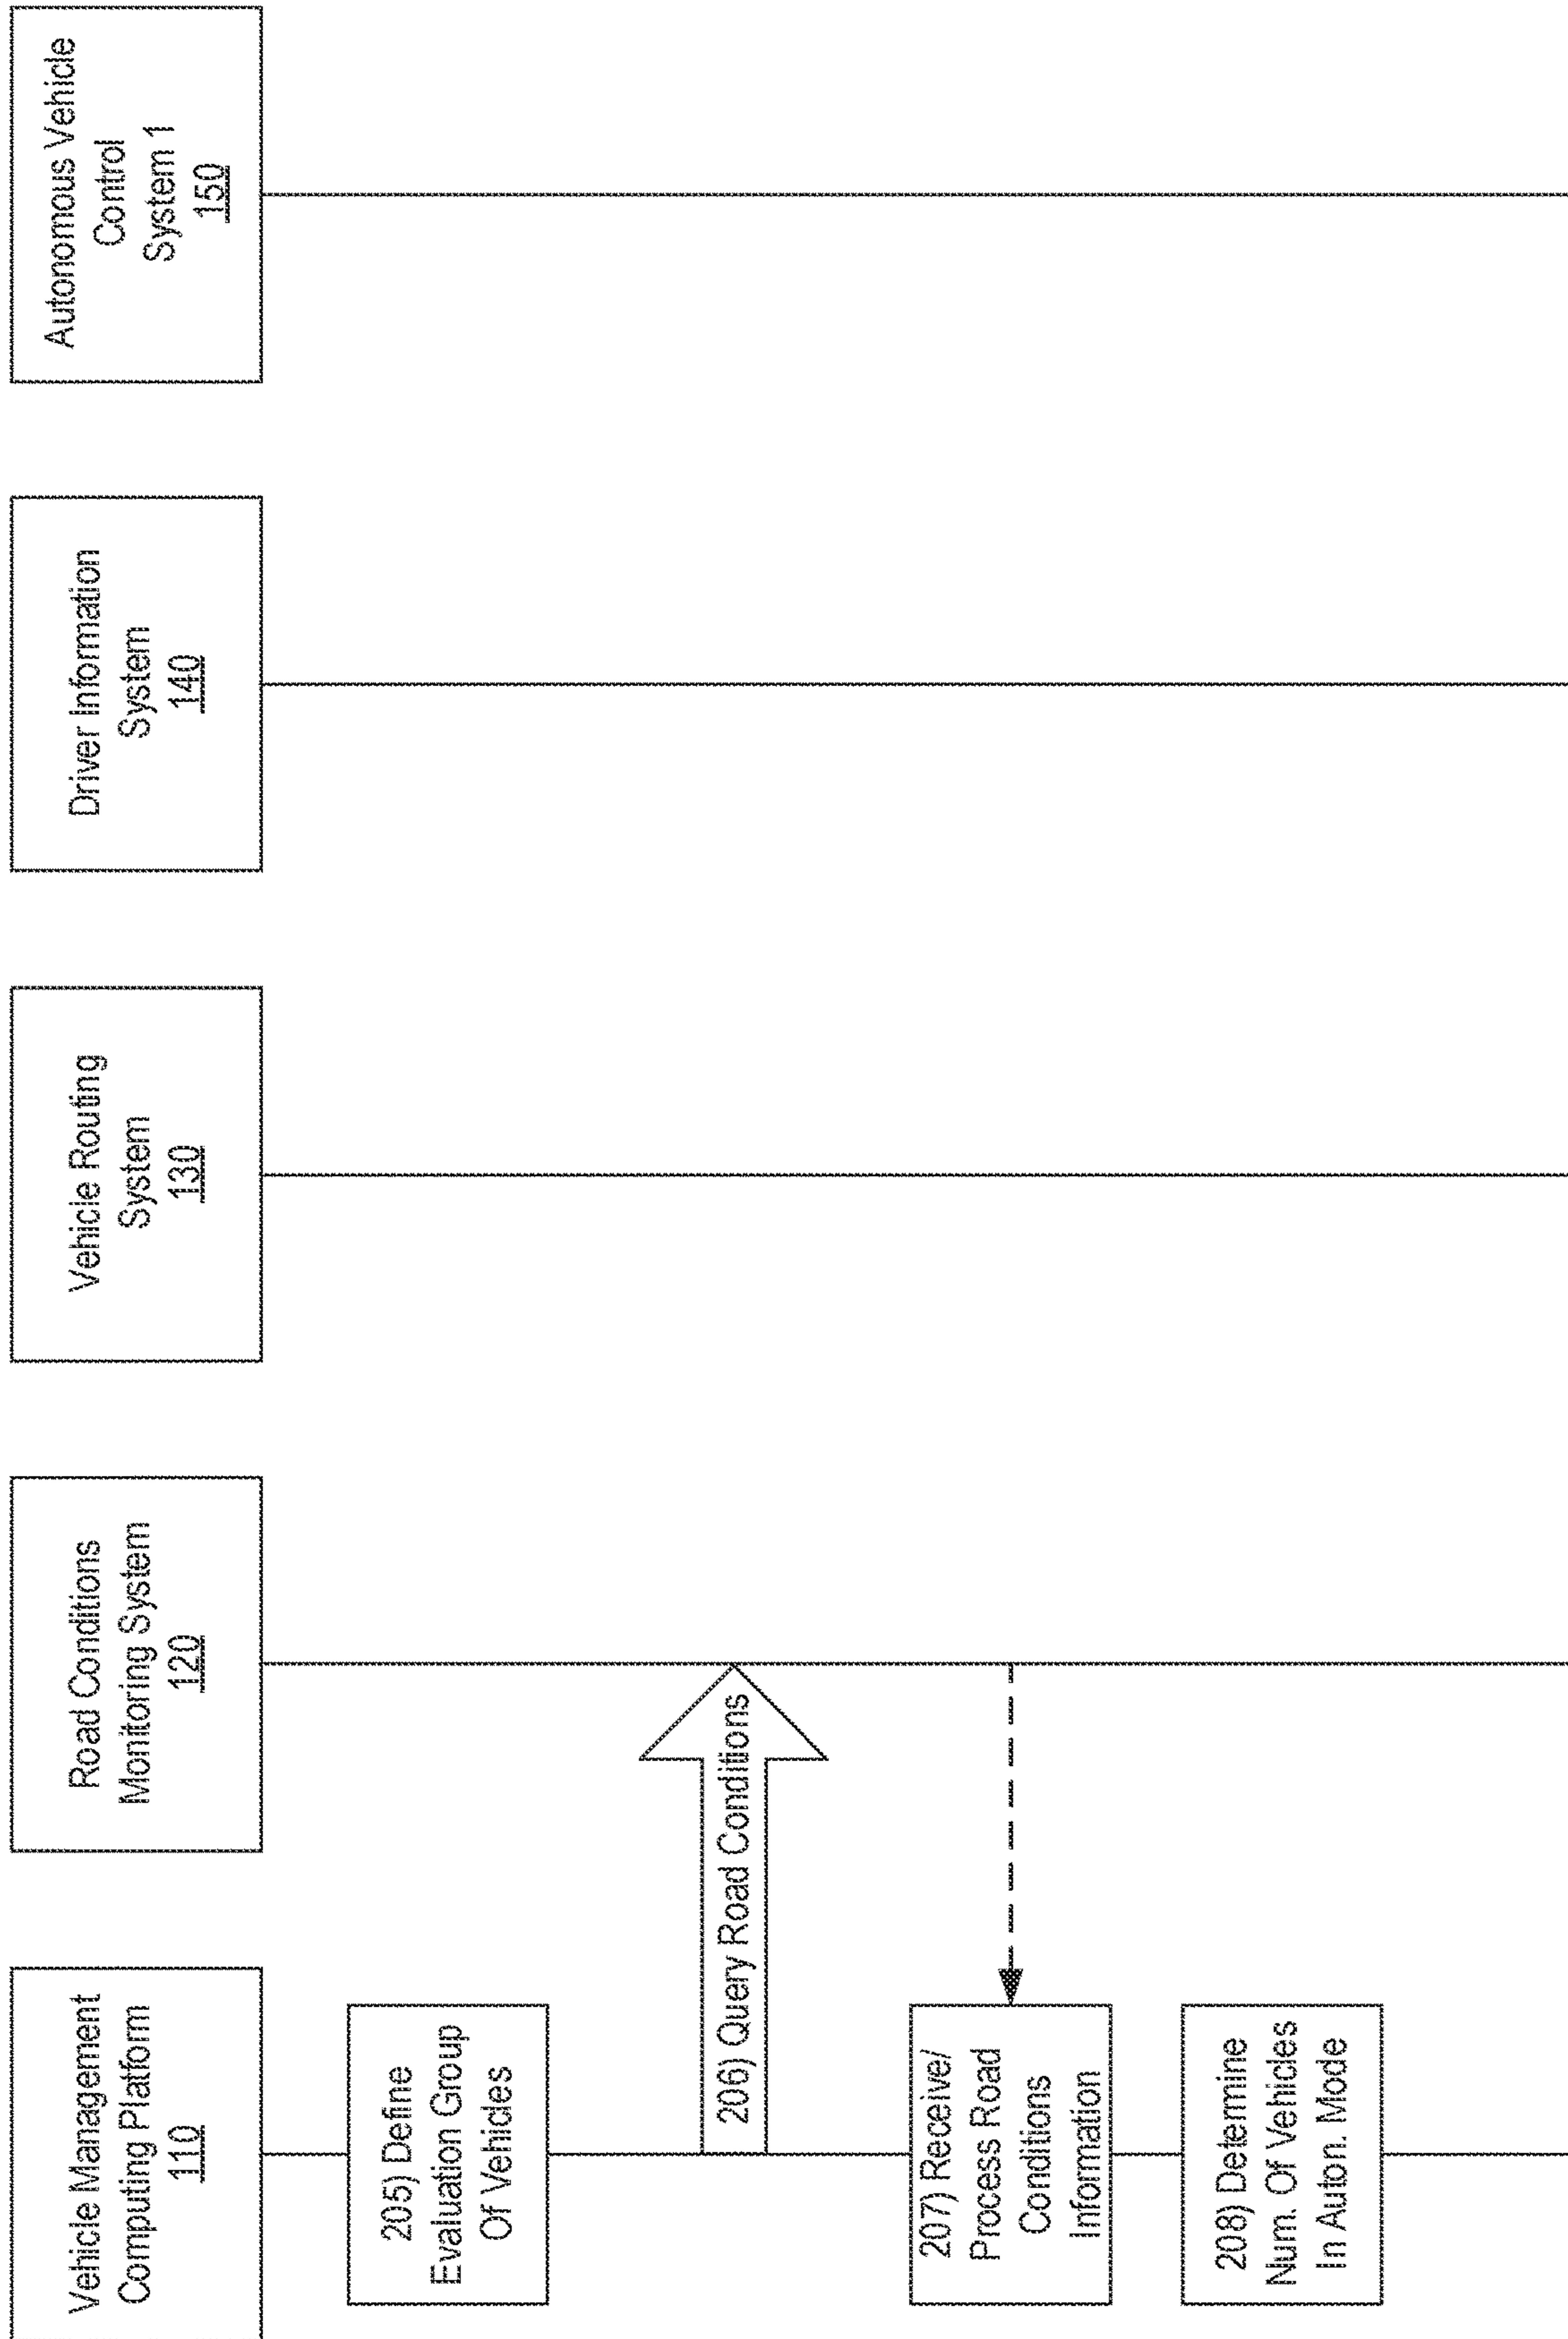 Vehicle Management
Computing Platform
110
Road Conditions
Monitoring System
120
Vehicle Routing
System
130
Driver Information
System
140
Autonomous Vehicle
Control
System 1
150
205) Define
Evaluation Group
Of Vehicles
206) Query Road Conditions
207) Receive/
Process Road
Conditions
Information
208) Determine
Num. Of Vehicles
In Auton. Mode